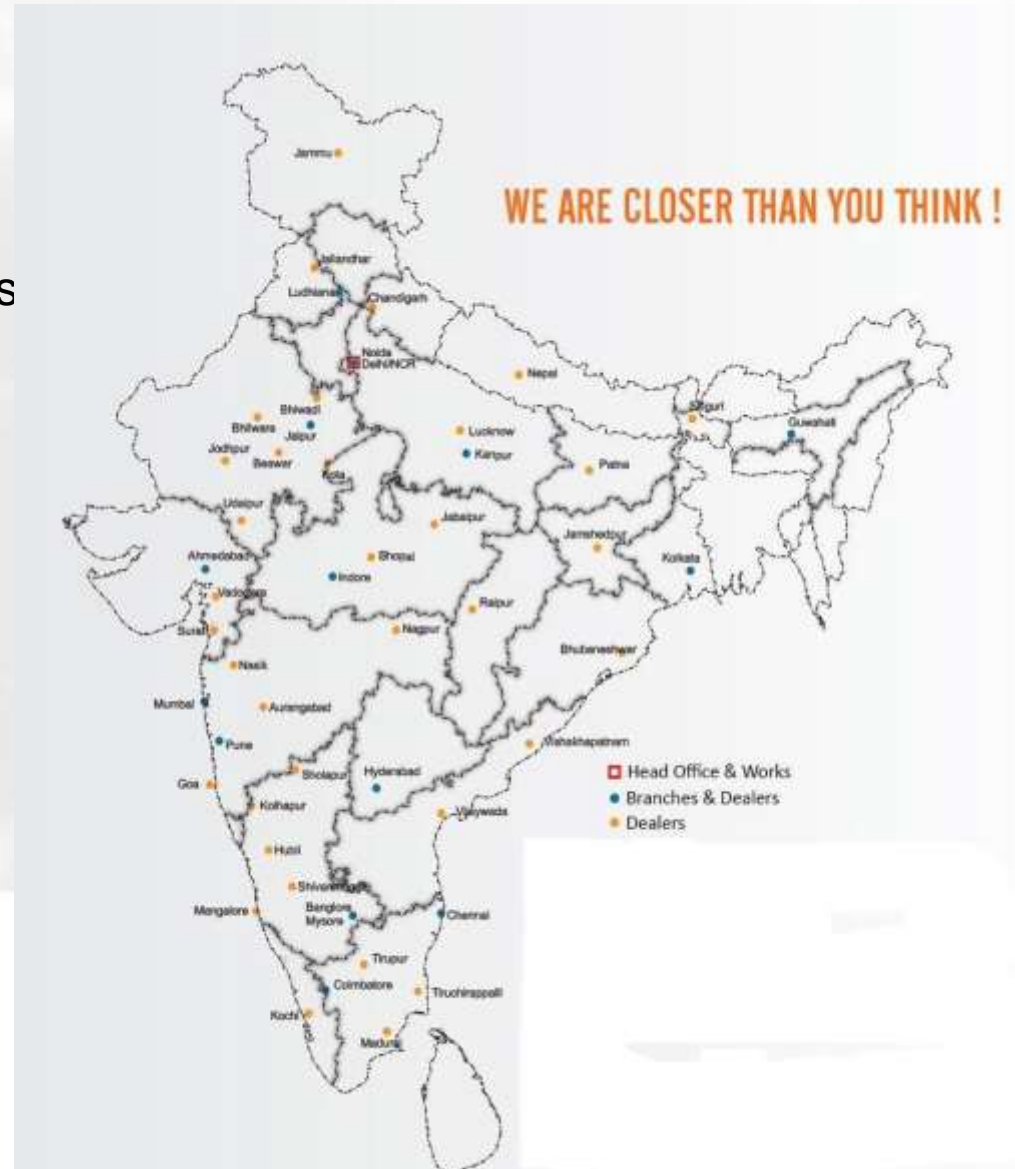 Jammu
WE ARE CLOSER THAN YOU THINK !
Jallandhar
s
Ludhiana
Chandigarh
Noida
Delhi/NCR
Nepal
Bhiwadi
Siliguri
Bhilwara
Guwahati
Jaipur
Lucknow
Jodhpur
Beawar
Kanpur
Kota
Patna
Udaipur
Jabalpur
Jamshedpur
Ahmedabad
Bhopal
Kolkata
Indore
Vadodara
Raipur
Surat
Nagpur
Bhubaneshwar
Nasik
Mumbai
Aurangabad
Pune
Vishakhapatnam
Sholapur
Hyderabad
Head Office & Works
Goa
Branches & Dealers
Kolhapur
Vijaywada
Dealers
Hubli
Mangalore
Banglore
Mysore
Chennai
Tirupur
Coimbatore
Tiruchirappalli
Kochi
Madurai